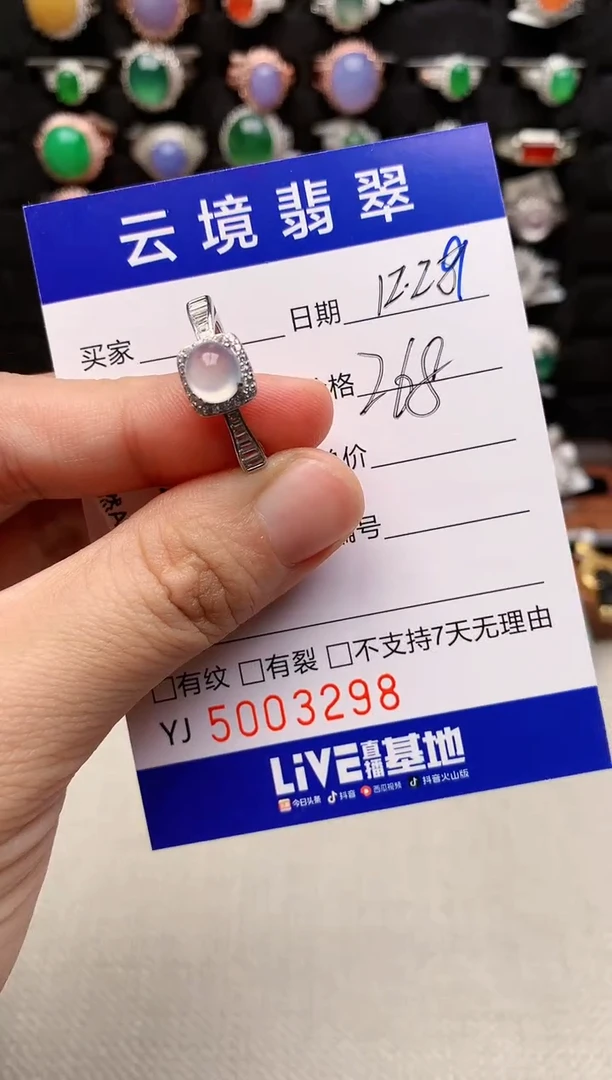 云境翡翠
买家 日期 12.29
格 268
价
号
□有纹 □有裂 □不支持7天无理由
YJ 5003298
LiVE直播基地
今日头条 抖音 西瓜视频 抖音火山版